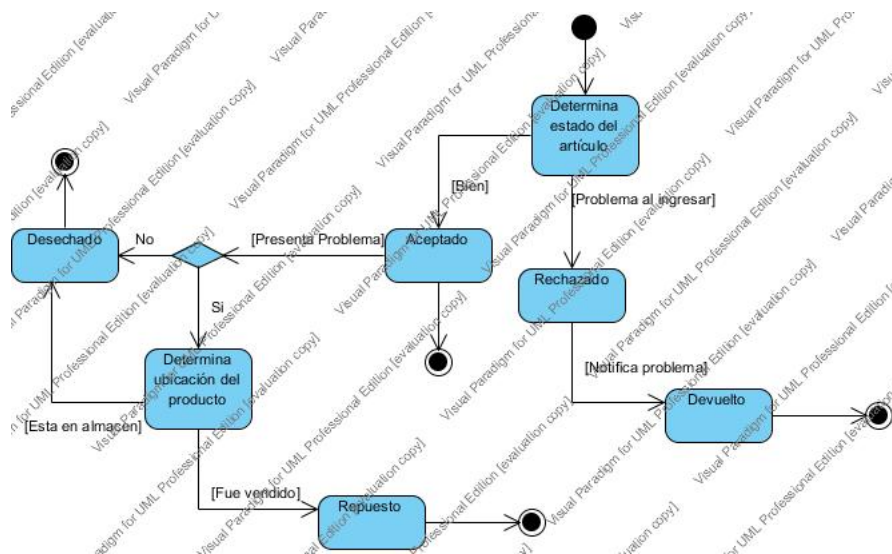 Determina
estado del
artículo
[Bien]
[Problema al ingresar]
Desechado
No
[Presenta Problema]
Aceptado
Rechazado
Si
Determina
ubicación del
producto
[Notifica problema]
Devuelto
[Esta en almacen]
[Fue vendido]
Repuesto
Visual Paradigm for UML Professional Edition [evaluation copy]